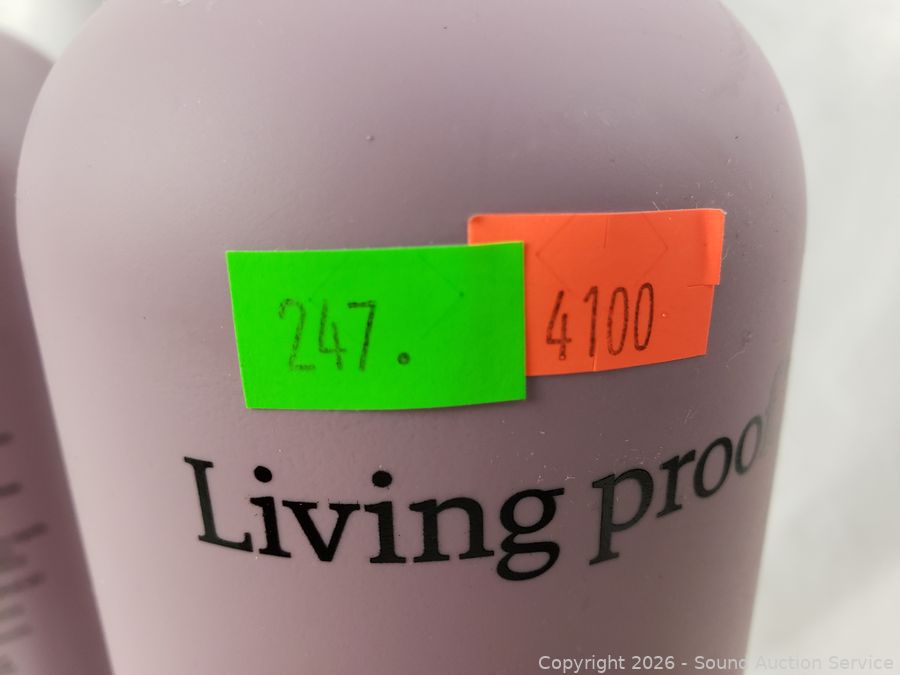 247.
4100
Living proof
Copyright 2026 - Sound Auction Service